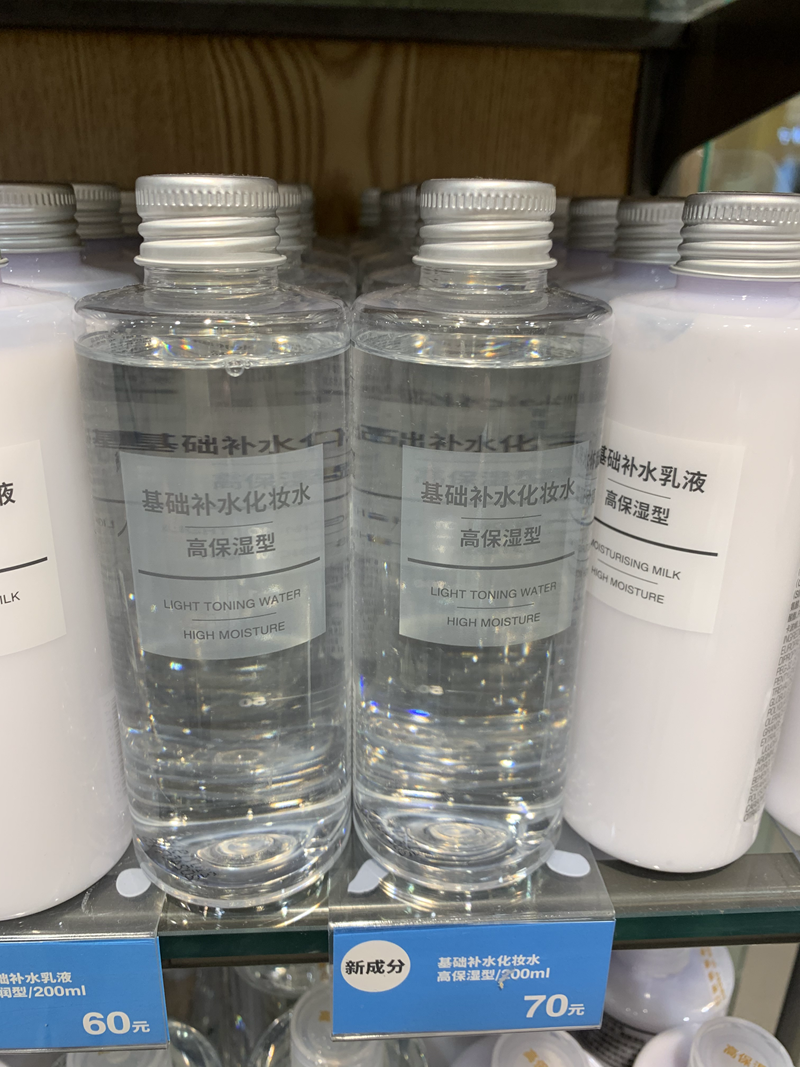 液
MILK
基础补水化妆水
高保湿型
LIGHT TONING WATER
HIGH MOISTURE
基础补水化妆水
高保湿型
LIGHT TONING WATER
HIGH MOISTURE
基础补水乳液
高保湿型
MOISTURISING MILK
HIGH MOISTURE
础补水乳液
润型/200ml
60元
新成分
基础补水化妆水
高保湿型/200ml
70元